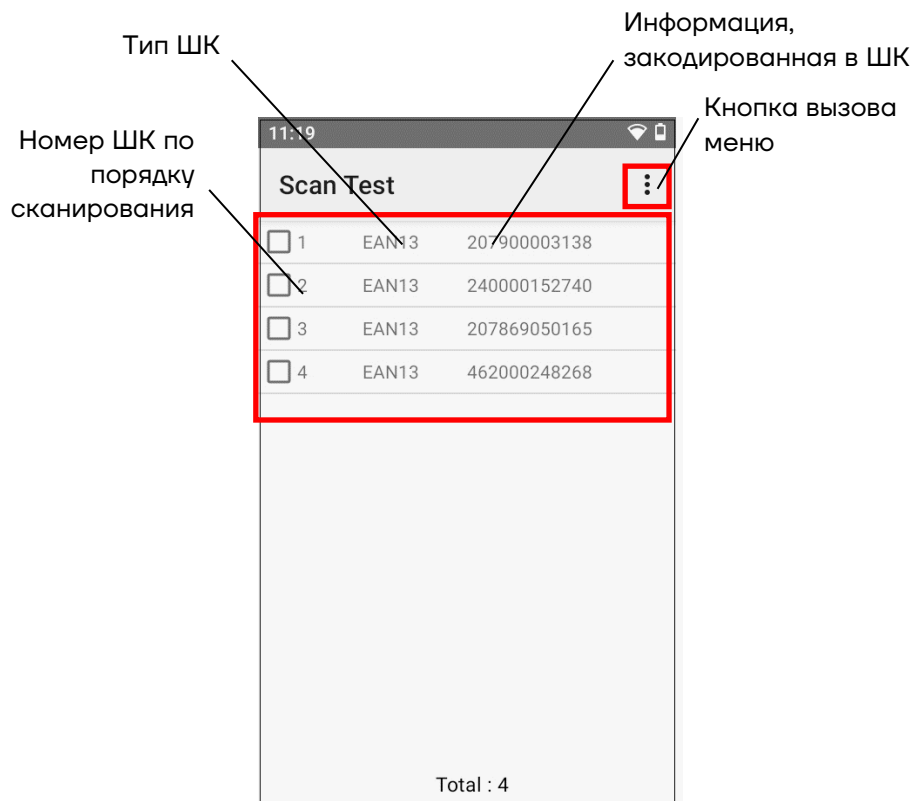 Тип ШК
Информация,
закодированная в ШК
Кнопка вызова
меню
Номер ШК по
порядку
сканирования
11:19
Scan Test
1 EAN13 207900003138
2 EAN13 240000152740
3 EAN13 207869050165
4 EAN13 462000248268
Total : 4